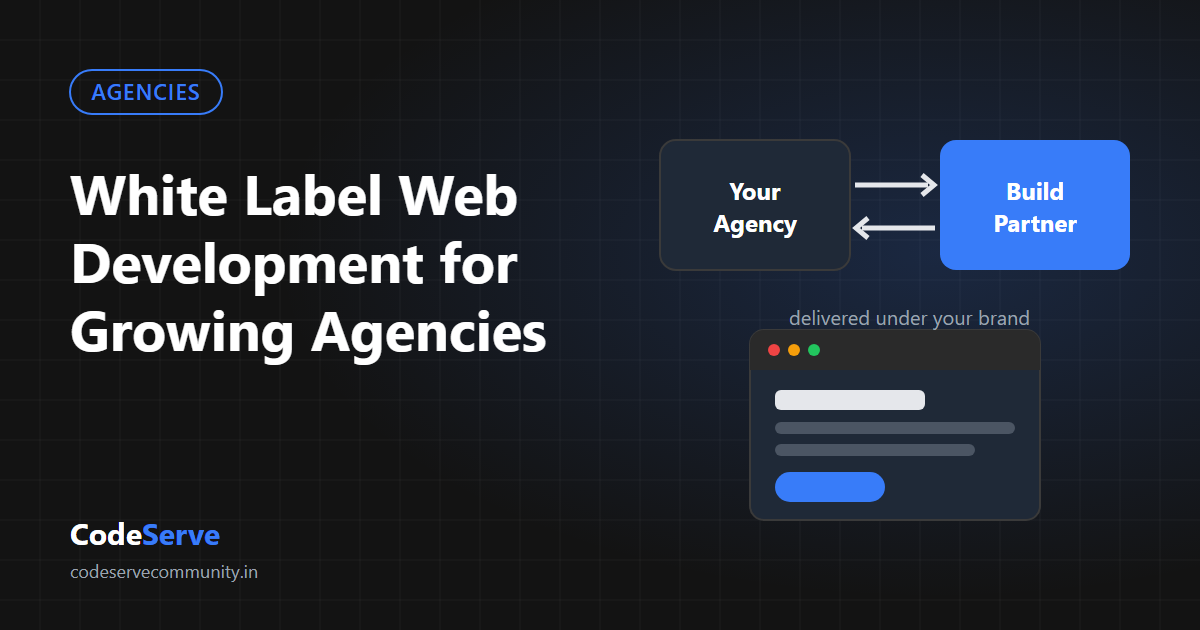 AGENCIES
White Label Web
Development for
Growing Agencies
Your
Agency
Build
Partner
delivered under your brand
CodeServe
codeservecommunity.in